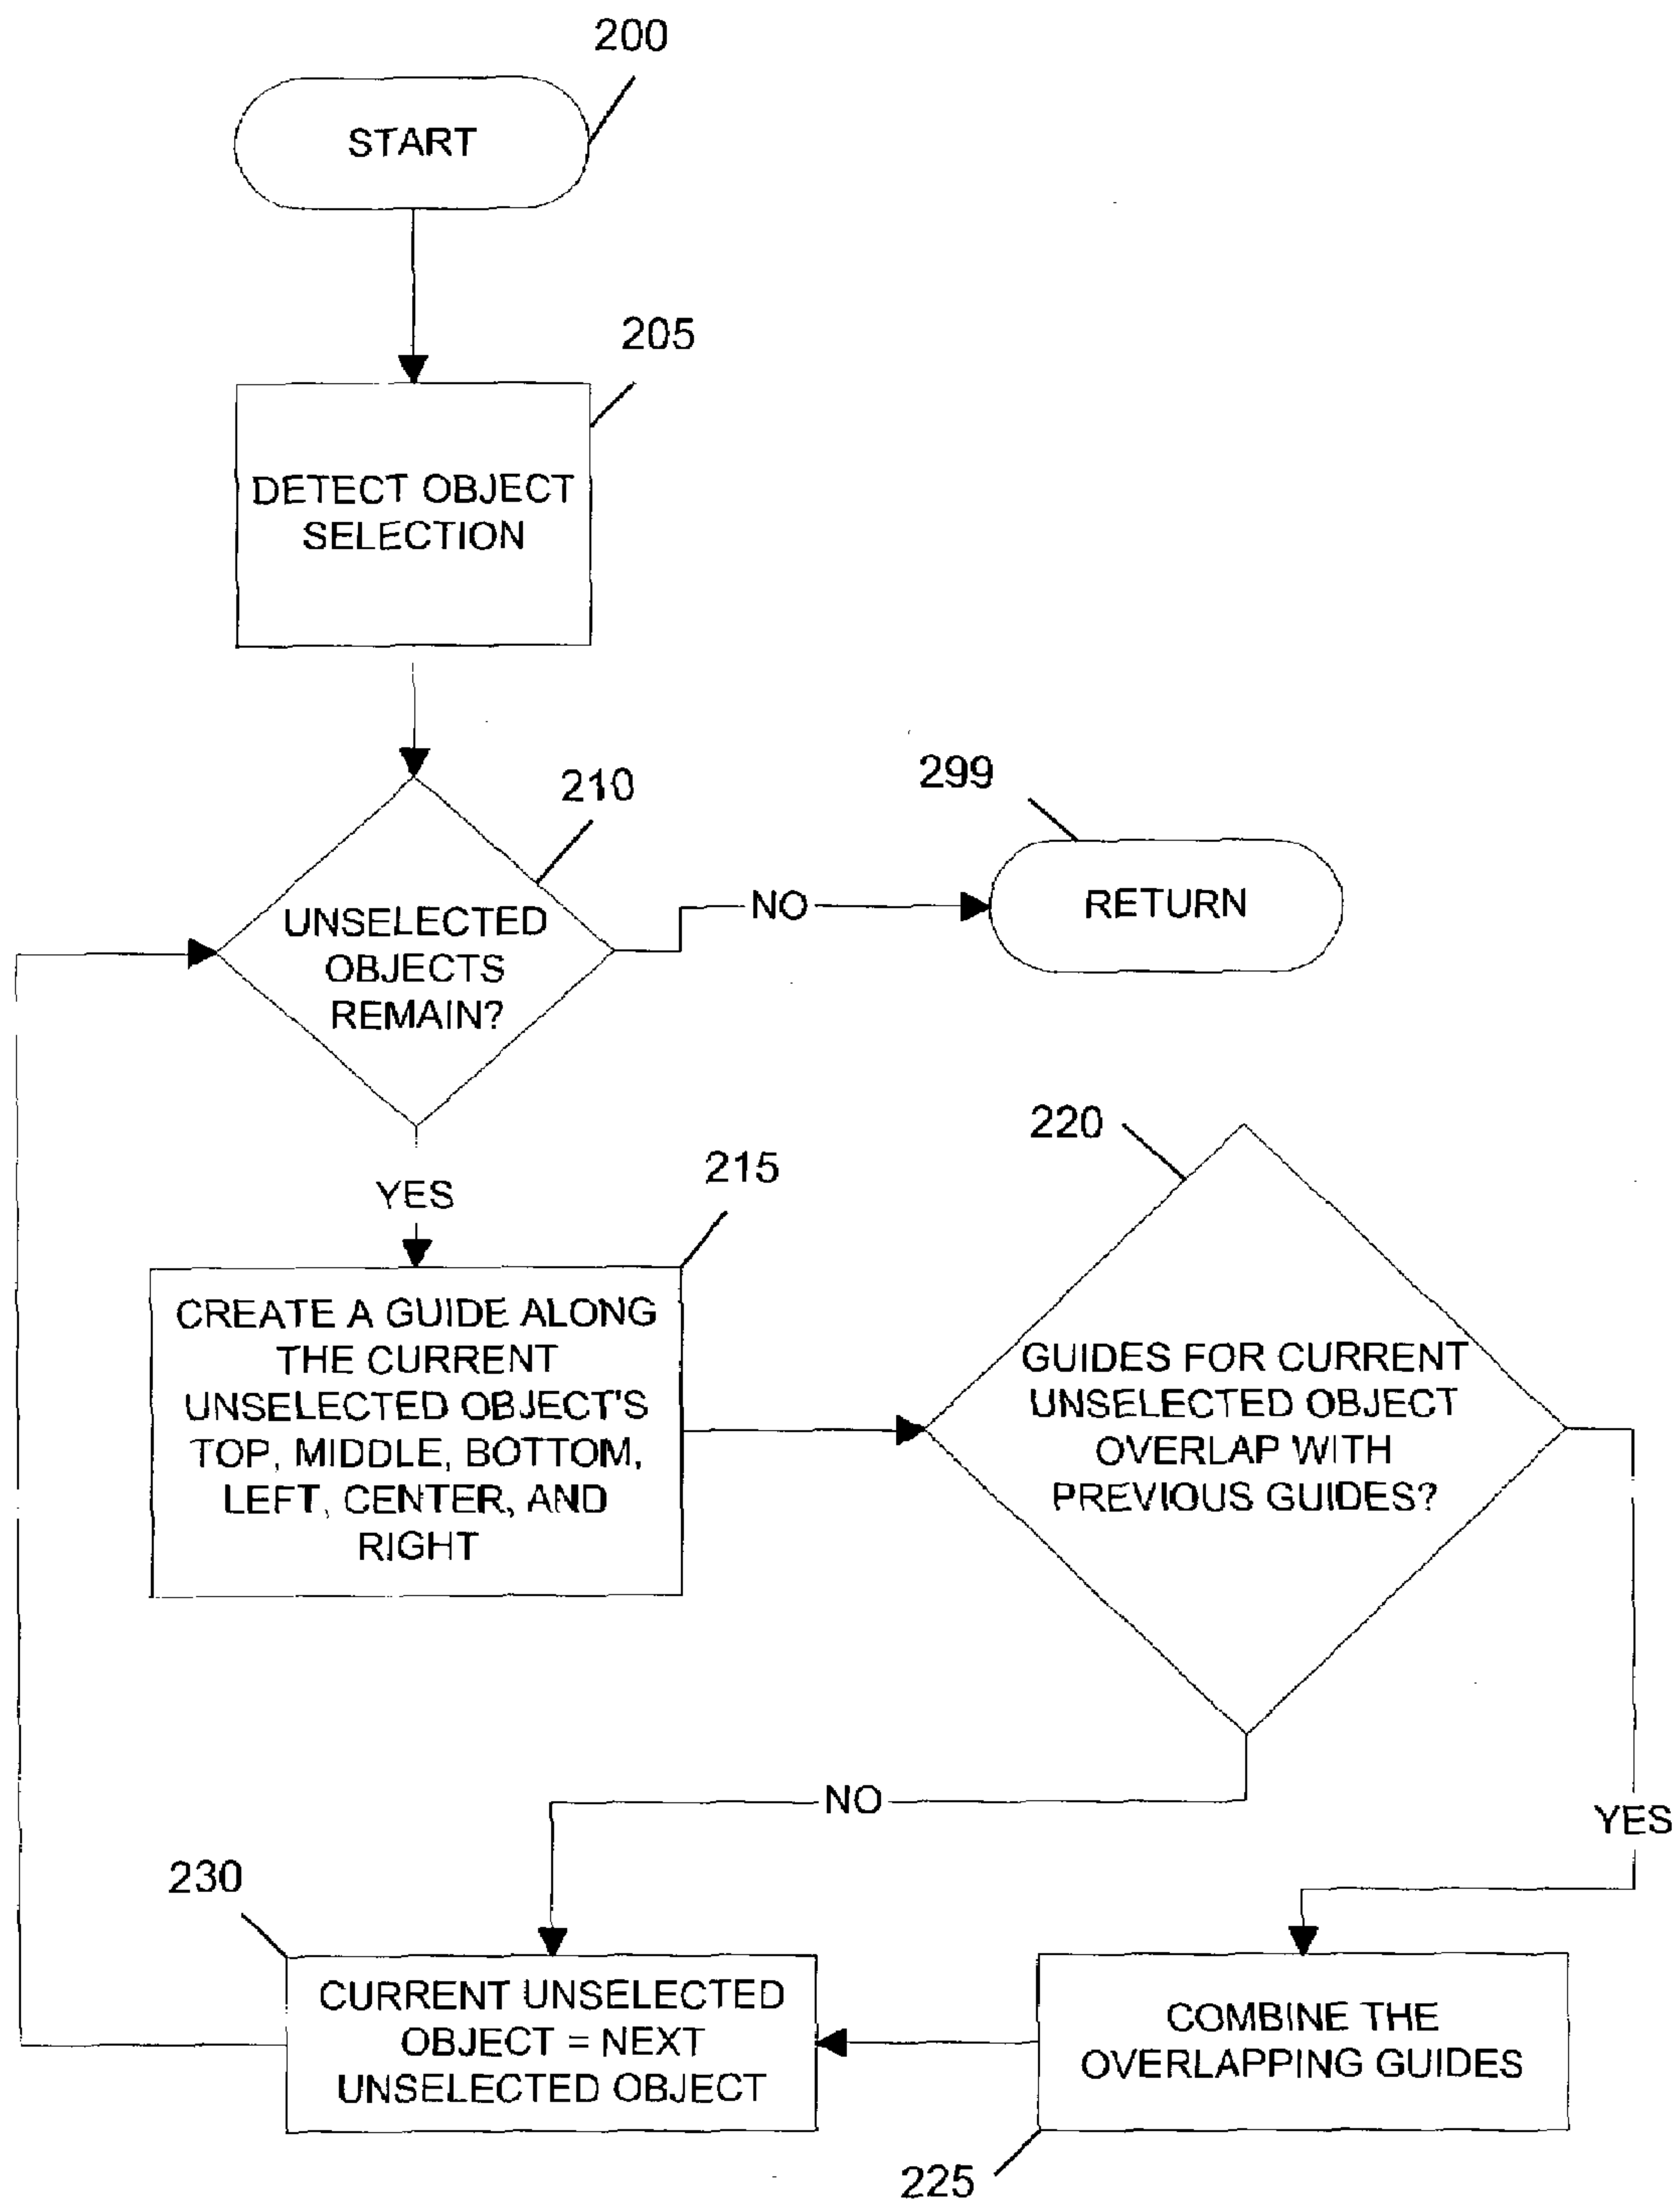 200
START
205
DETECT OBJECT
SELECTION
210
UNSELECTED
OBJECTS
REMAIN?
NO
299
RETURN
YES
215
CREATE A GUIDE ALONG
THE CURRENT
UNSELECTED OBJECT'S
TOP, MIDDLE, BOTTOM,
LEFT, CENTER, AND
RIGHT
220
GUIDES FOR CURRENT
UNSELECTED OBJECT
OVERLAP WITH
PREVIOUS GUIDES?
NO
YES
230
CURRENT UNSELECTED
OBJECT = NEXT
UNSELECTED OBJECT
COMBINE THE
OVERLAPPING GUIDES
225